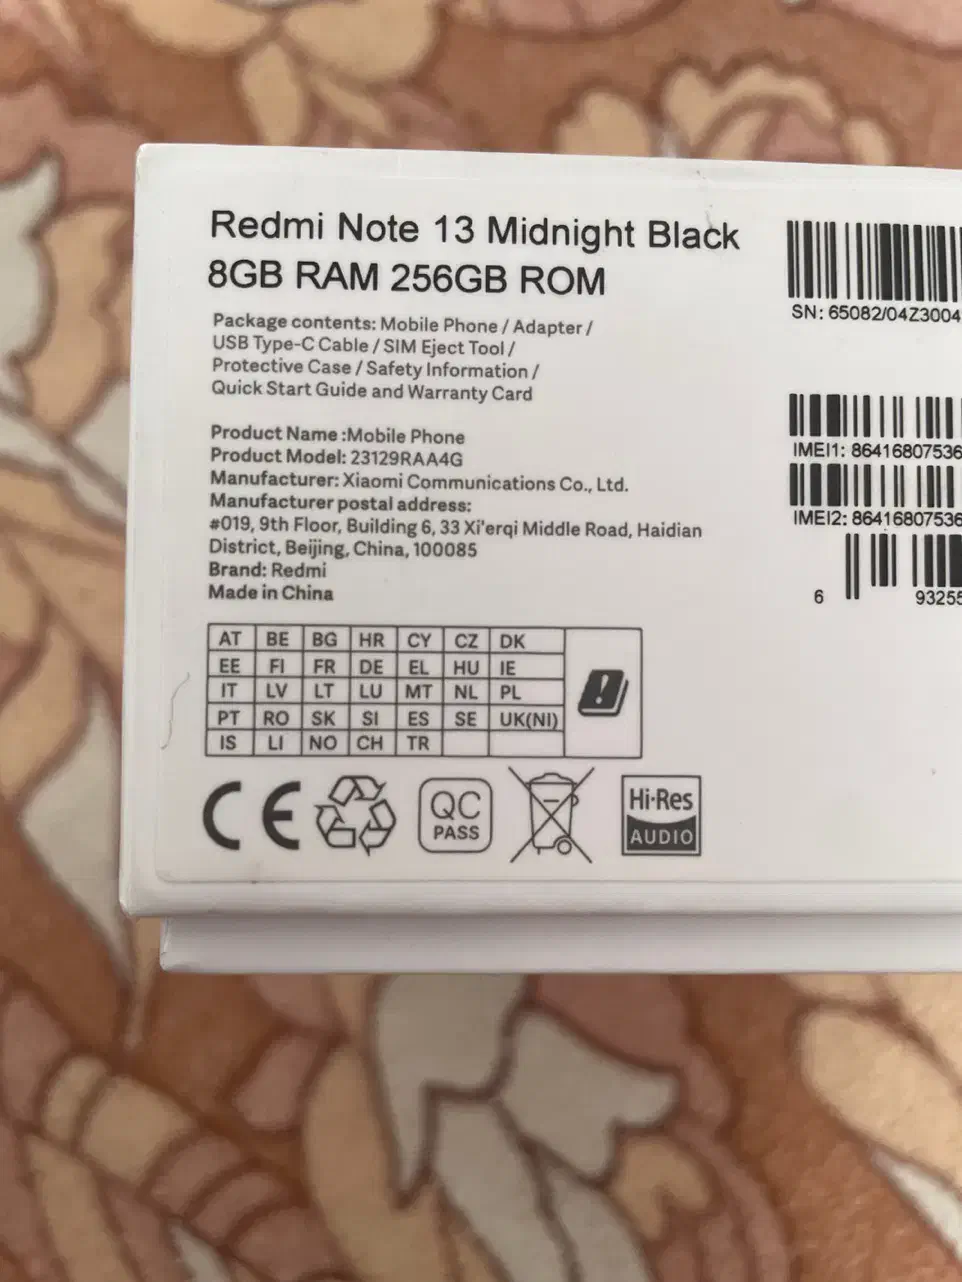 Redmi Note 13 Midnight Black
8GB RAM 256GB ROM
Package contents: Mobile Phone / Adapter /
USB Type-C Cable / SIM Eject Tool /
Protective Case / Safety Information /
Quick Start Guide and Warranty Card
Product Name :Mobile Phone
Product Model: 23129RAA4G
Manufacturer: Xiaomi Communications Co., Ltd.
Manufacturer postal address:
#019, 9th Floor, Building 6, 33 Xi'erqi Middle Road, Haidian
District, Beijing, China, 100085
Brand: Redmi
Made in China
AT BE BG HR CY CZ DK
EE FI FR DE EL HU IE
IT LV LT LU MT NL PL
PT RO SK SI ES SE UK(NI)
IS LI NO CH TR
CE
QC
PASS
Hi-Res
AUDIO
SN: 65082/04Z3004
IMEI1: 86416807536
IMEI2: 86416807536
6 93255